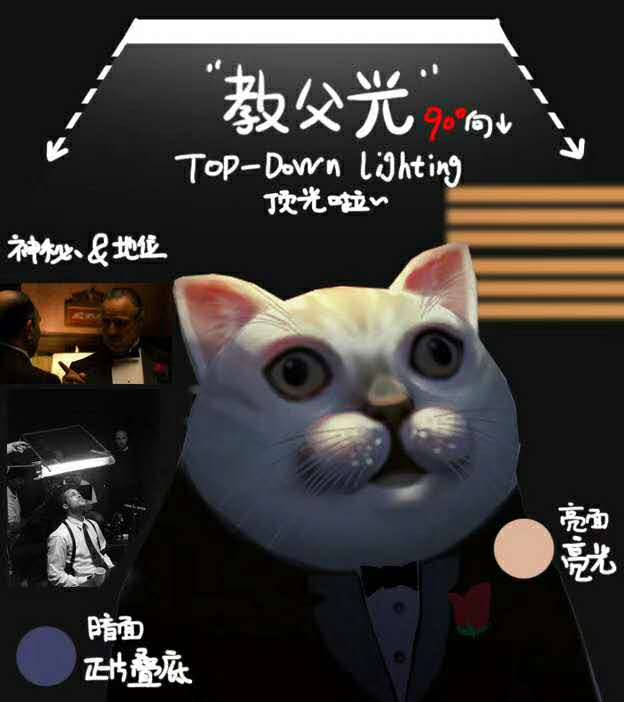 “教父光”
90°向↓
TOP-Down lighting
顶光啦~
神秘、&地位
亮面
亮光
暗面
正片叠底